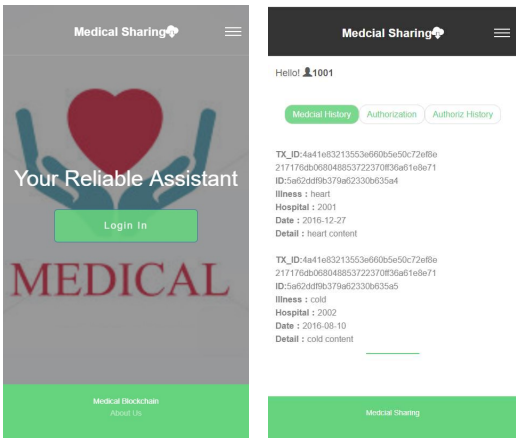 Medical Sharing
Your Reliable Assistant
Login In
MEDICAL
Medical Blockchain
About Us
Medcial Sharing
Hello! 1001
Medcial History
Authorization
Authoriz History
TX_ID:4a41e83213553e660b5e50c72ef8e
217176db068048853722370ff36a61e8e71
ID:5a62ddf9b379a62330b635a4
Illness : heart
Hospital : 2001
Date : 2016-12-27
Detail : heart content
TX_ID:4a41e83213553e660b5e50c72ef8e
217176db068048853722370ff36a61e8e71
ID:5a62ddf9b379a62330b635a5
Illness : cold
Hospital : 2002
Date : 2016-08-10
Detail : cold content
Medcial Sharing